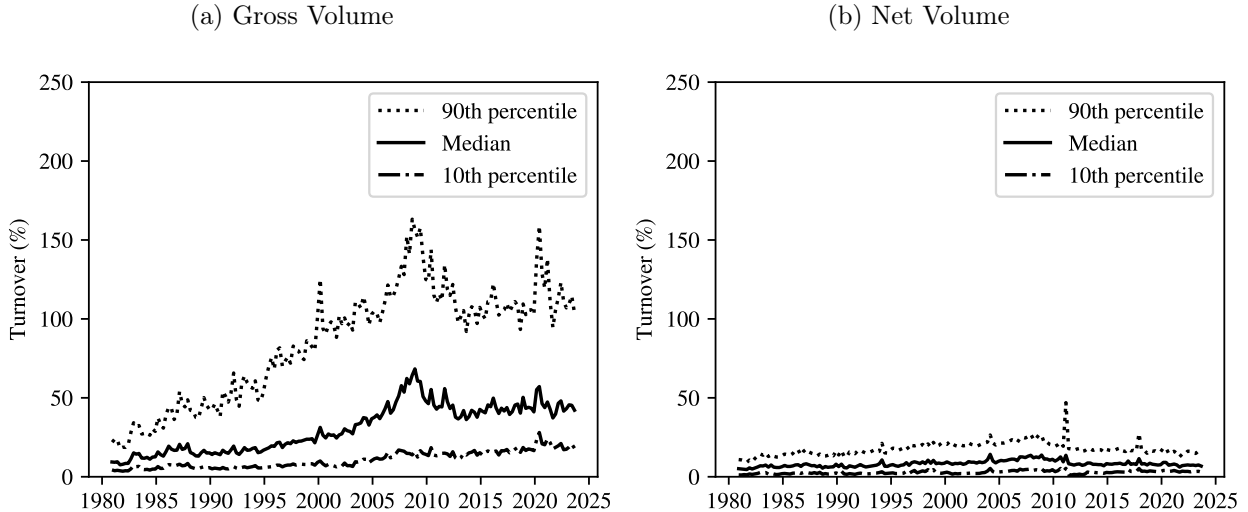 (a) Gross Volume
250
200
150
100
50
0
Turnover (%)
90th percentile
Median
10th percentile
1980 1985 1990 1995 2000 2005 2010 2015 2020 2025
(b) Net Volume
250
200
150
100
50
0
Turnover (%)
90th percentile
Median
10th percentile
1980 1985 1990 1995 2000 2005 2010 2015 2020 2025